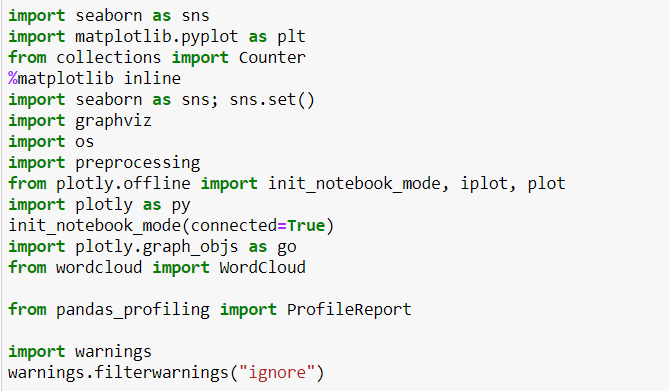 import seaborn as sns
import matplotlib.pyplot as plt
from collections import Counter
%matplotlib inline
import seaborn as sns; sns.set()
import graphviz
import os
import preprocessing
from plotly.offline import init_notebook_mode, iplot, plot
import plotly as py
init_notebook_mode(connected=True)
import plotly.graph_objs as go
from wordcloud import WordCloud
from pandas_profiling import ProfileReport
import warnings
warnings.filterwarnings("ignore")